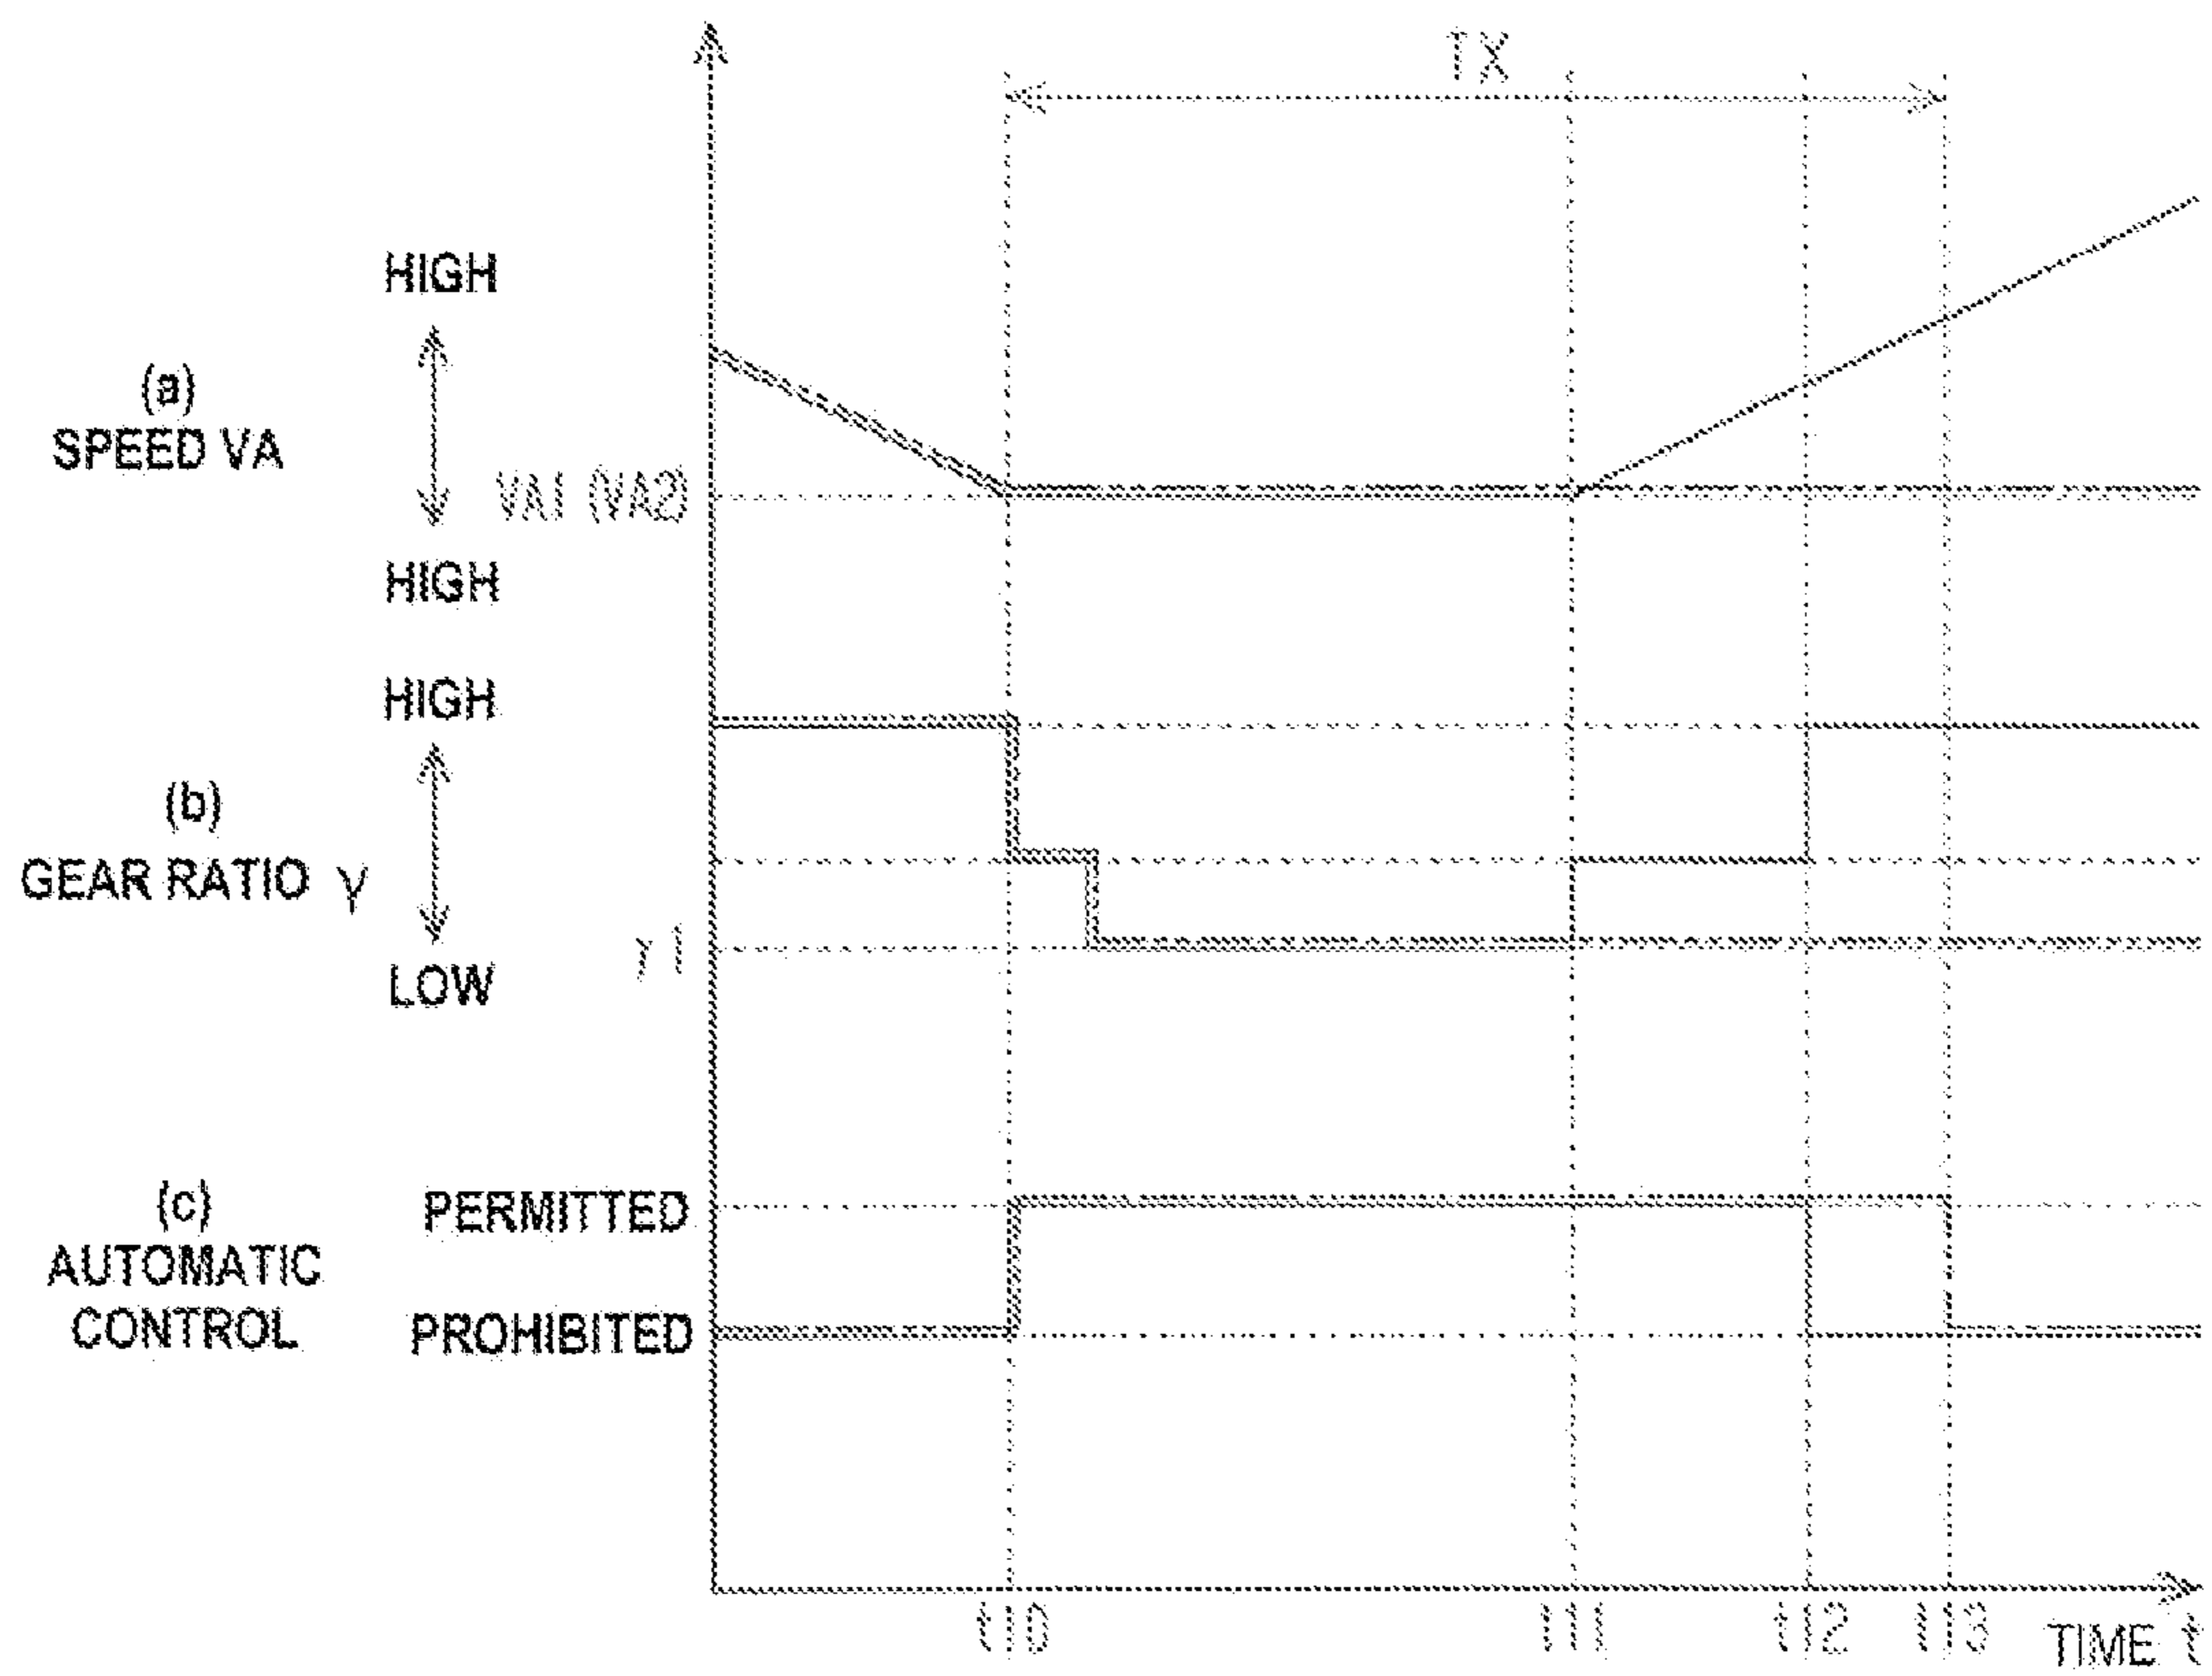 TX
HIGH
(a)
SPEED VA
VA1 (VA2)
HIGH
HIGH
(b)
GEAR RATIO γ
γ1
LOW
(c)
AUTOMATIC
CONTROL
PERMITTED
PROHIBITED
t10
t11
t12
t13
TIME t